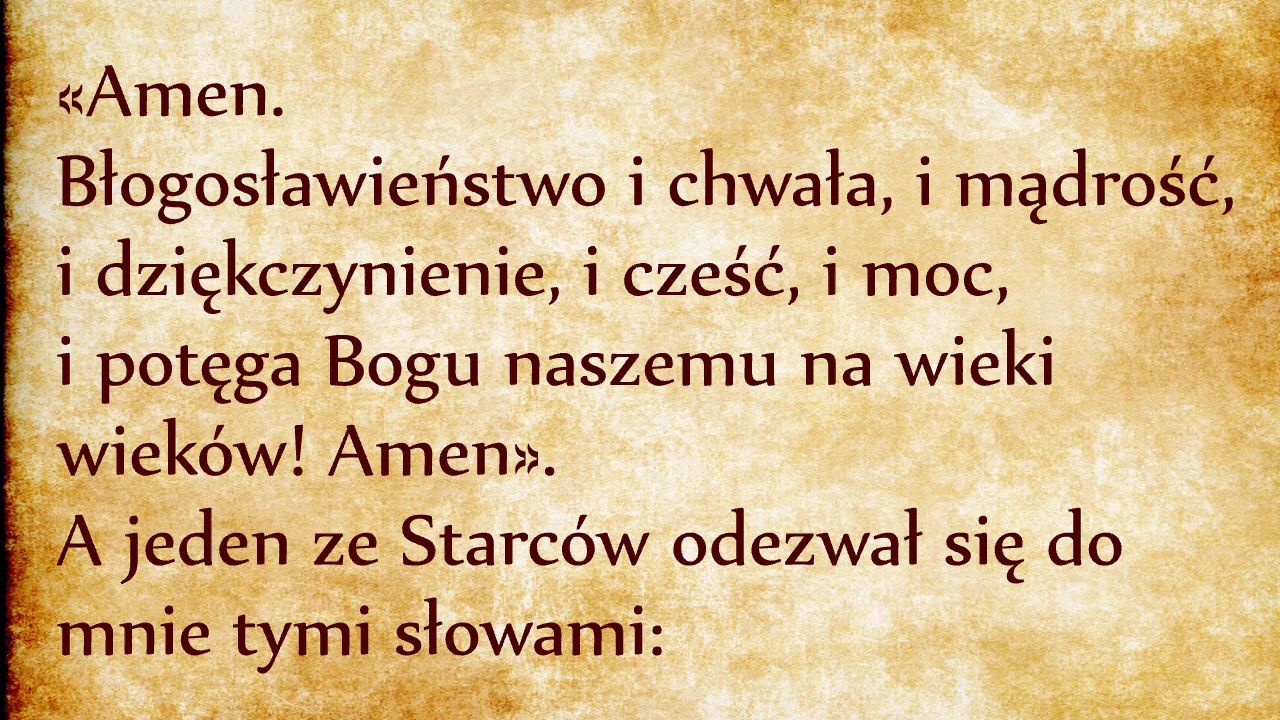 «Amen.
Błogosławieństwo i chwała, i mądrość,
i dziękczynienie, i cześć, i moc,
i potęga Bogu naszemu na wieki
wieków! Amen».
A jeden ze Starców odezwał się do
mnie tymi słowami: